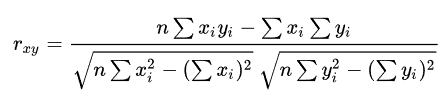 $r_{xy} = \frac{n\sum x_i y_i - \sum x_i \sum y_i}{\sqrt{n\sum x_i^2 - (\sum x_i)^2} \sqrt{n\sum y_i^2 - (\sum y_i)^2}}$